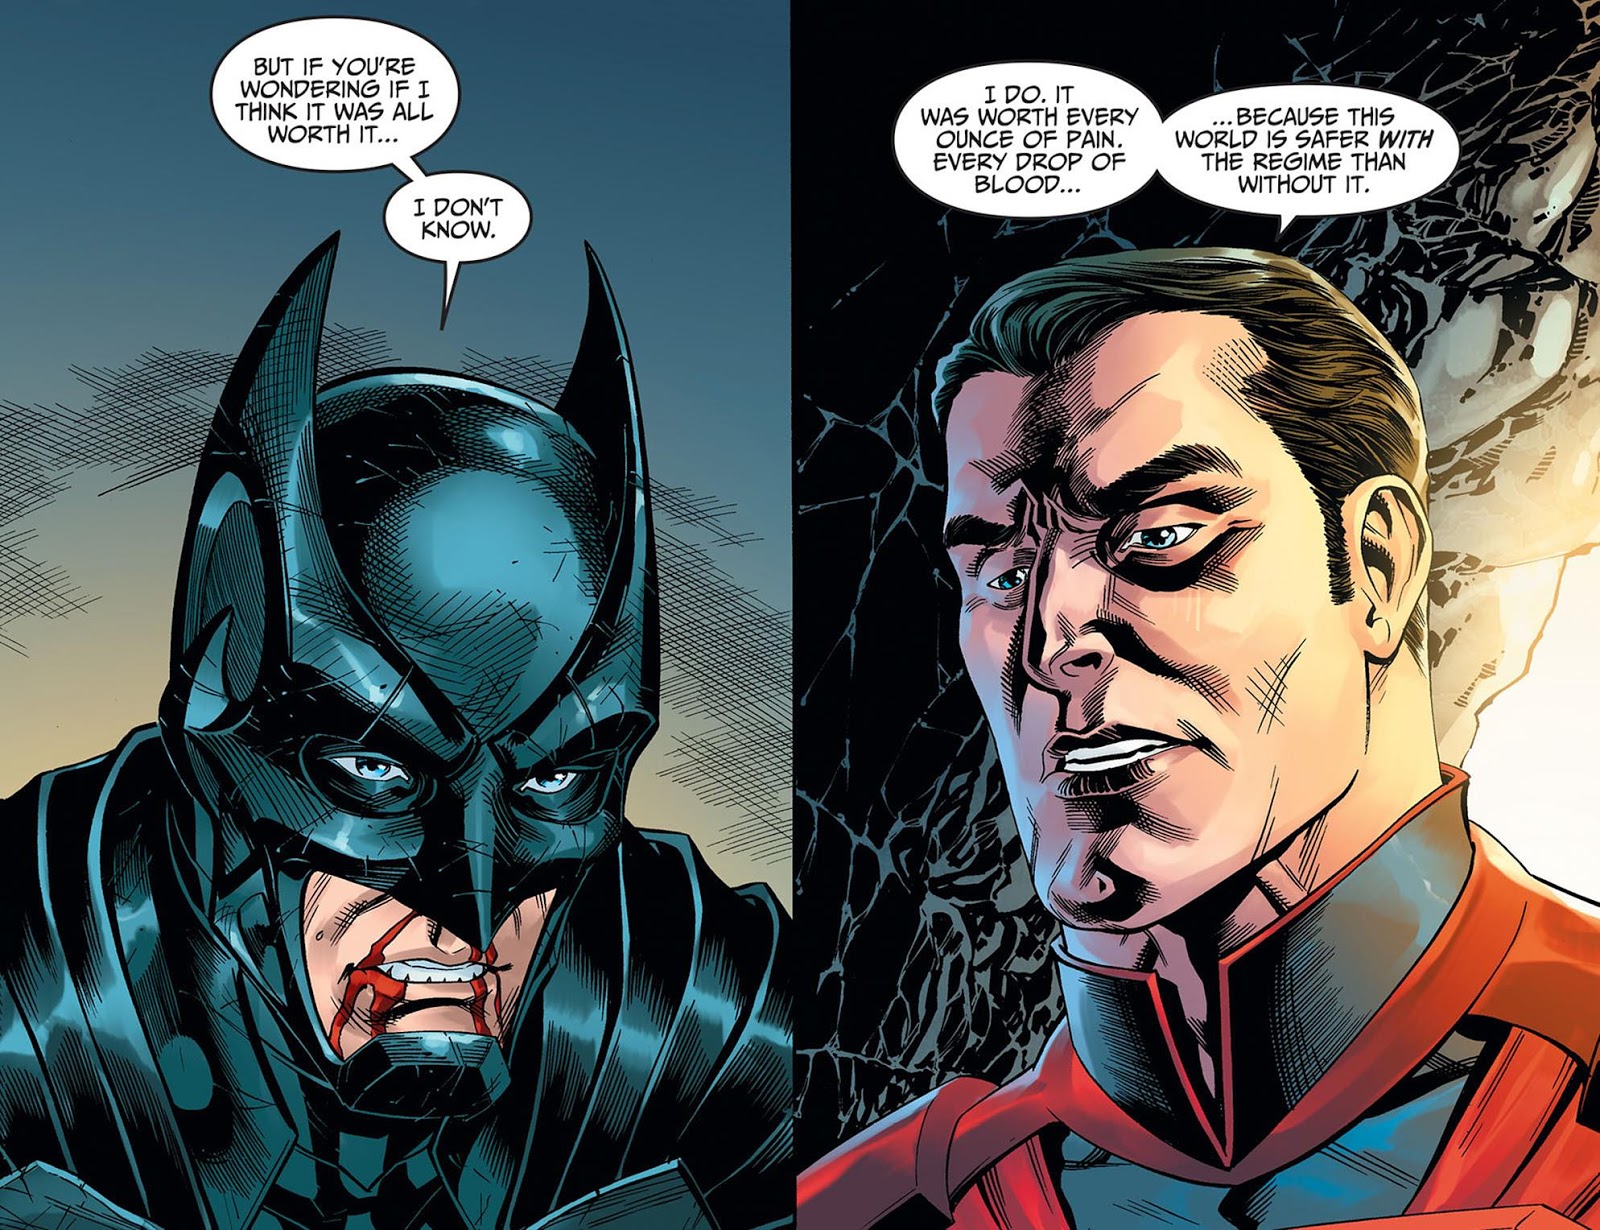 BUT IF YOU'RE
WONDERING IF I
THINK IT WAS ALL
WORTH IT...
I DON'T
KNOW.
I DO. IT
WAS WORTH EVERY
OUNCE OF PAIN.
EVERY DROP OF
BLOOD...
...BECAUSE THIS
WORLD IS SAFER WITH
THE REGIME THAN
WITHOUT IT.